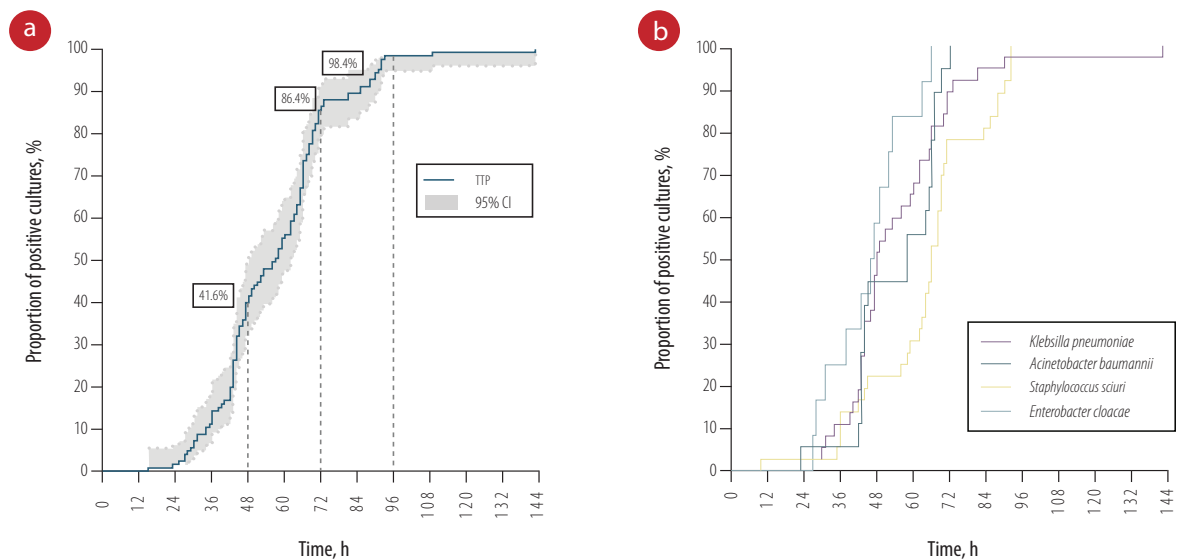 a
Proportion of positive cultures, %
100
90
80
70
60
50
40
30
20
10
0
98.4%
86.4%
41.6%
TTP
95% CI
0 12 24 36 48 60 72 84 96 108 120 132 144
Time, h
b
Proportion of positive cultures, %
100
90
80
70
60
50
40
30
20
10
0
Klebsilla pneumoniae
Acinetobacter baumannii
Staphylococcus sciuri
Enterobacter cloacae
0 12 24 36 48 60 72 84 96 108 120 132 144
Time, h